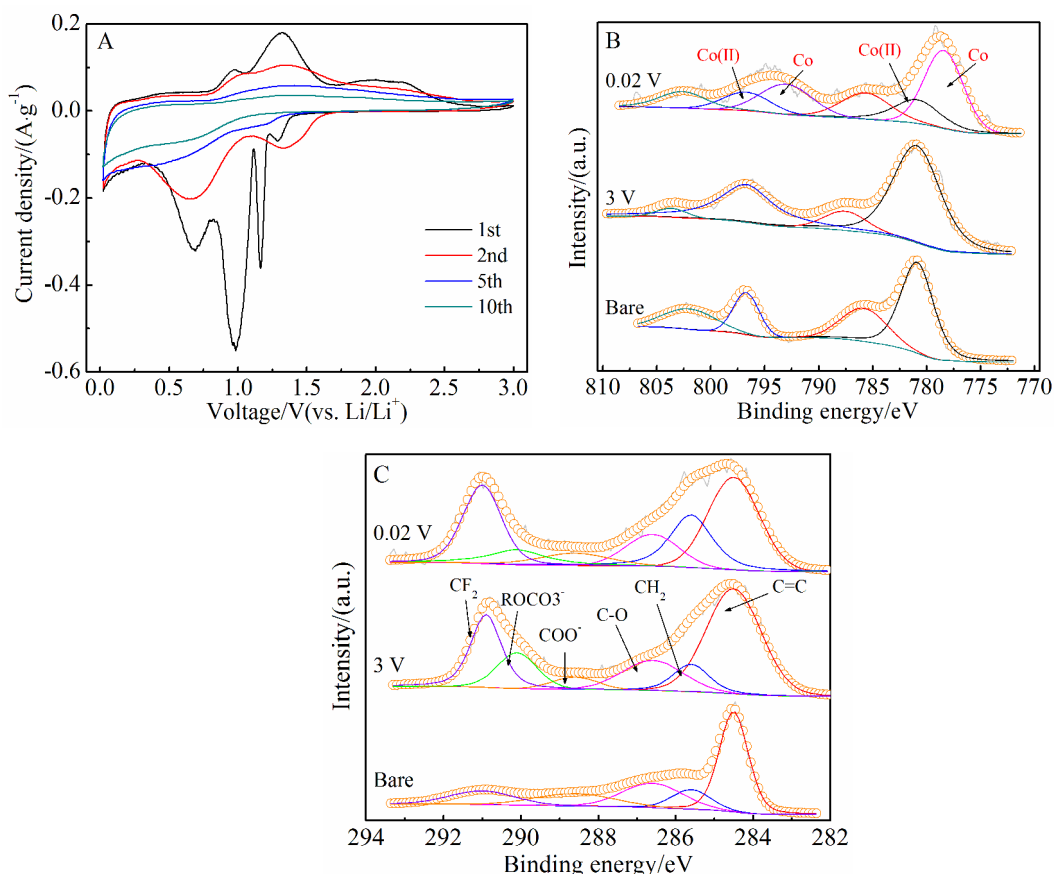 A
Current density/(A·g⁻¹)
0.2
0.0
-0.2
-0.4
-0.6
1st
2nd
5th
10th
0.0 0.5 1.0 1.5 2.0 2.5 3.0
Voltage/V(vs. Li/Li⁺)
B
Intensity/(a.u.)
Co(II) Co Co(II) Co
0.02 V
3 V
Bare
810 805 800 795 790 785 780 775 770
Binding energy/eV
C
Intensity/(a.u.)
0.02 V
CF₂ ROCO3⁻ COO⁻ C-O CH₂ C=C
3 V
Bare
294 292 290 288 286 284 282
Binding energy/eV